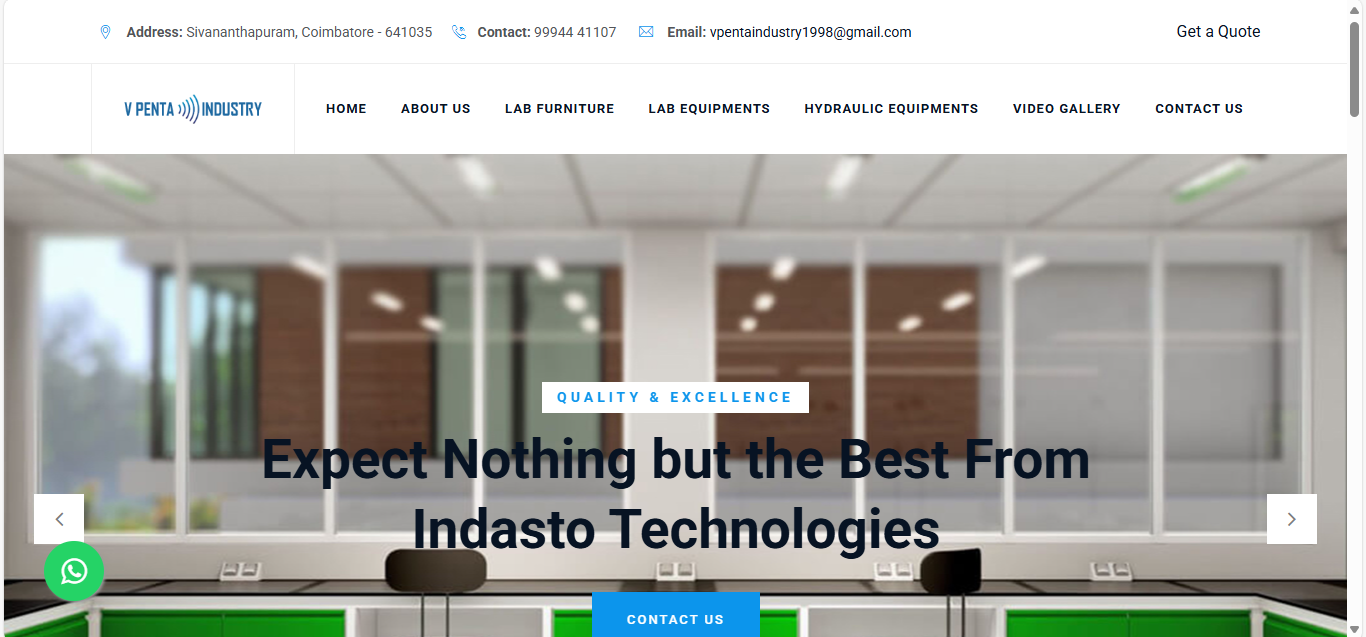 Address: Sivananthapuram, Coimbatore - 641035 Contact: 99944 41107 Email: vpentaindustry1998@gmail.com Get a Quote
V PENTA INDUSTRY HOME ABOUT US LAB FURNITURE LAB EQUIPMENTS HYDRAULIC EQUIPMENTS VIDEO GALLERY CONTACT US
QUALITY & EXCELLENCE
Expect Nothing but the Best From
Indasto Technologies
CONTACT US